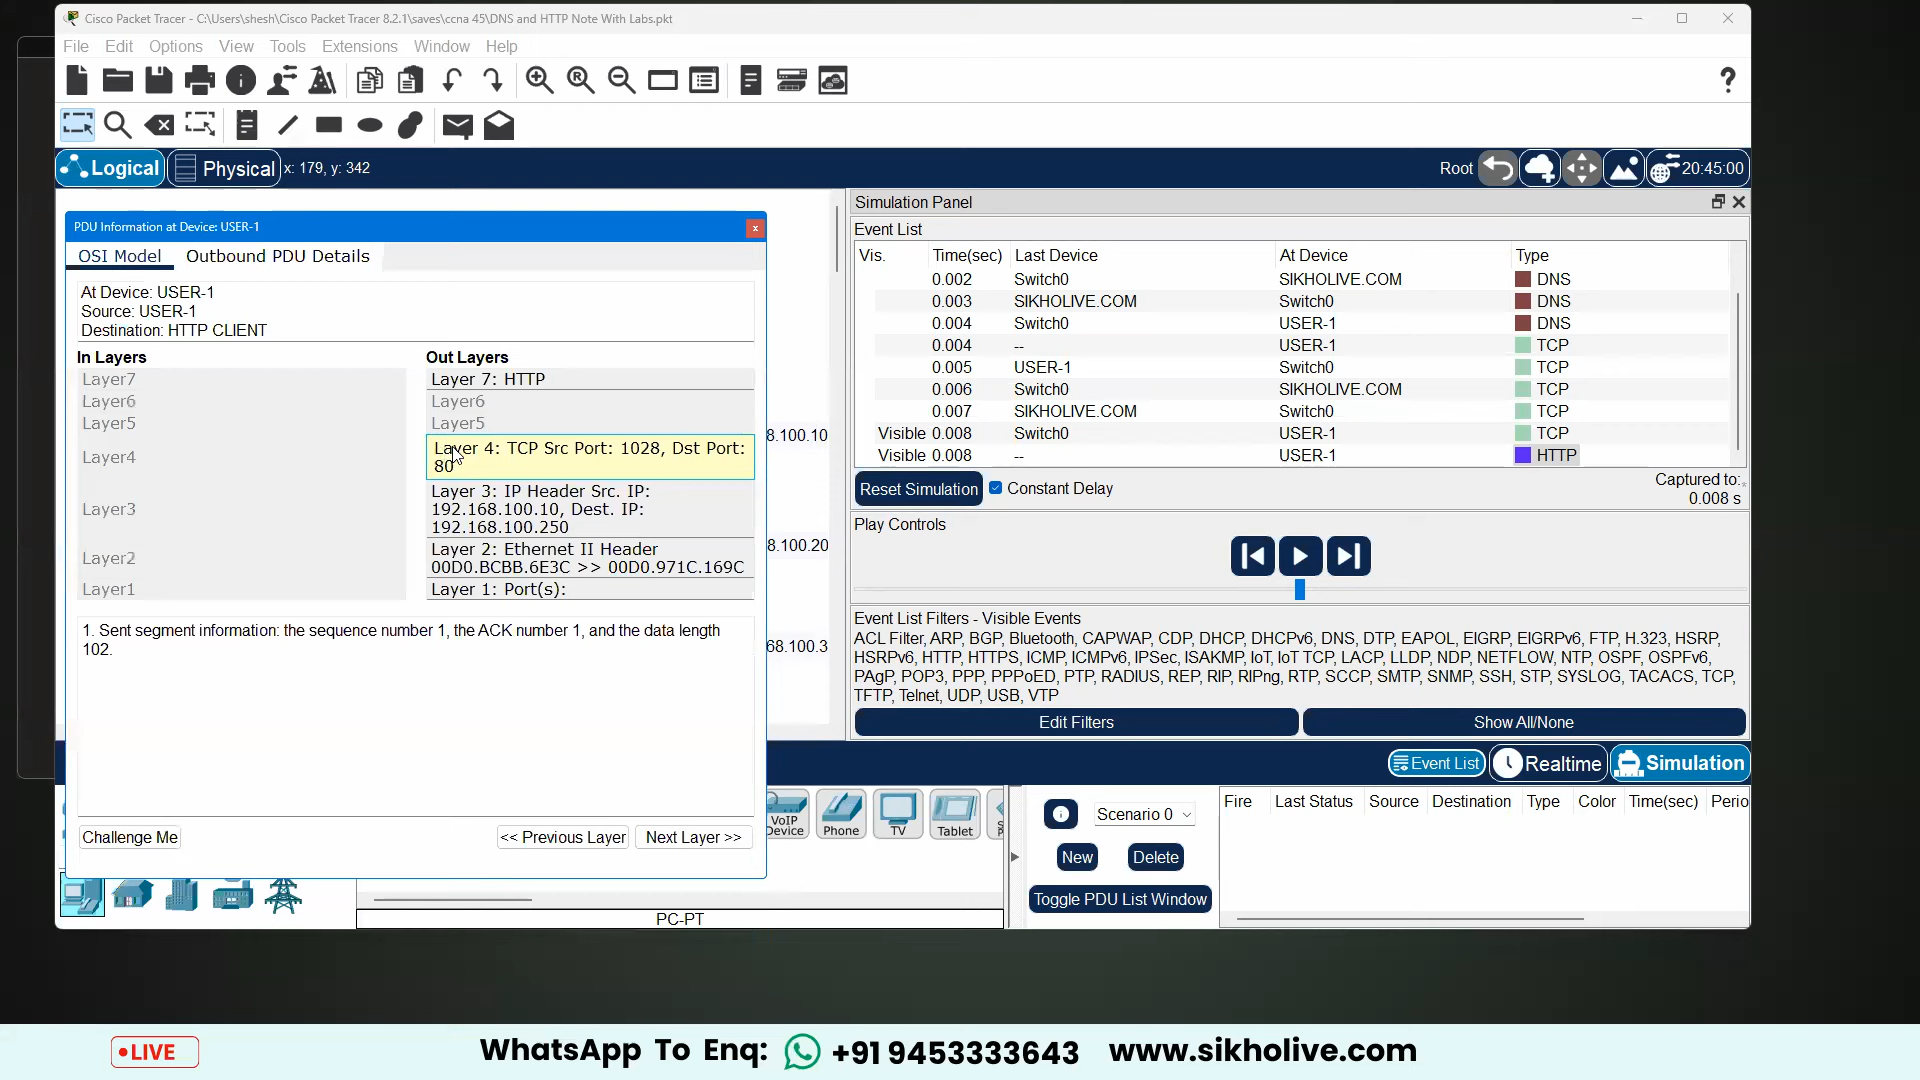 Cisco Packet Tracer - C:\Users\shesh\Cisco Packet Tracer 8.2.1\saves\ccna 45\DNS and HTTP Note With Labs.pkt
File Edit Options View Tools Extensions Window Help
?
Logical Physical x: 179, y: 342 Root 20:45:00
PDU Information at Device: USER-1 x
OSI Model Outbound PDU Details
At Device: USER-1
Source: USER-1
Destination: HTTP CLIENT
In Layers Out Layers
Layer7 Layer 7: HTTP
Layer6 Layer6
Layer5 Layer5
Layer4 Layer 4: TCP Src Port: 1028, Dst Port:
80
Layer3 Layer 3: IP Header Src. IP:
192.168.100.10, Dest. IP:
192.168.100.250
Layer2 Layer 2: Ethernet II Header
00D0.BCBB.6E3C >> 00D0.971C.169C
Layer1 Layer 1: Port(s):
1. Sent segment information: the sequence number 1, the ACK number 1, and the data length
102.
Challenge Me << Previous Layer Next Layer >>
8.100.10
8.100.20
68.100.3
Simulation Panel
Event List
Vis. Time(sec) Last Device At Device Type
0.002 Switch0 SIKHOLIVE.COM DNS
0.003 SIKHOLIVE.COM Switch0 DNS
0.004 Switch0 USER-1 DNS
0.004 -- USER-1 TCP
0.005 USER-1 Switch0 TCP
0.006 Switch0 SIKHOLIVE.COM TCP
0.007 SIKHOLIVE.COM Switch0 TCP
Visible 0.008 Switch0 USER-1 TCP
Visible 0.008 -- USER-1 HTTP
Reset Simulation Constant Delay Captured to:*
0.008 s
Play Controls
Event List Filters - Visible Events
ACL Filter, ARP, BGP, Bluetooth, CAPWAP, CDP, DHCP, DHCPv6, DNS, DTP, EAPOL, EIGRP, EIGRPv6, FTP, H.323, HSRP,
HSRPv6, HTTP, HTTPS, ICMP, ICMPv6, IPSec, ISAKMP, IoT, IoT TCP, LACP, LLDP, NDP, NETFLOW, NTP, OSPF, OSPFv6,
PAgP, POP3, PPP, PPPoED, PTP, RADIUS, REP, RIP, RIPng, RTP, SCCP, SMTP, SNMP, SSH, STP, SYSLOG, TACACS, TCP,
TFTP, Telnet, UDP, USB, VTP
Edit Filters Show All/None
Event List Realtime Simulation
VoIP
Device Phone TV Tablet
PC-PT
Scenario 0
New Delete
Toggle PDU List Window
Fire Last Status Source Destination Type Color Time(sec) Perio
LIVE WhatsApp To Enq: +91 9453333643 www.sikholive.com